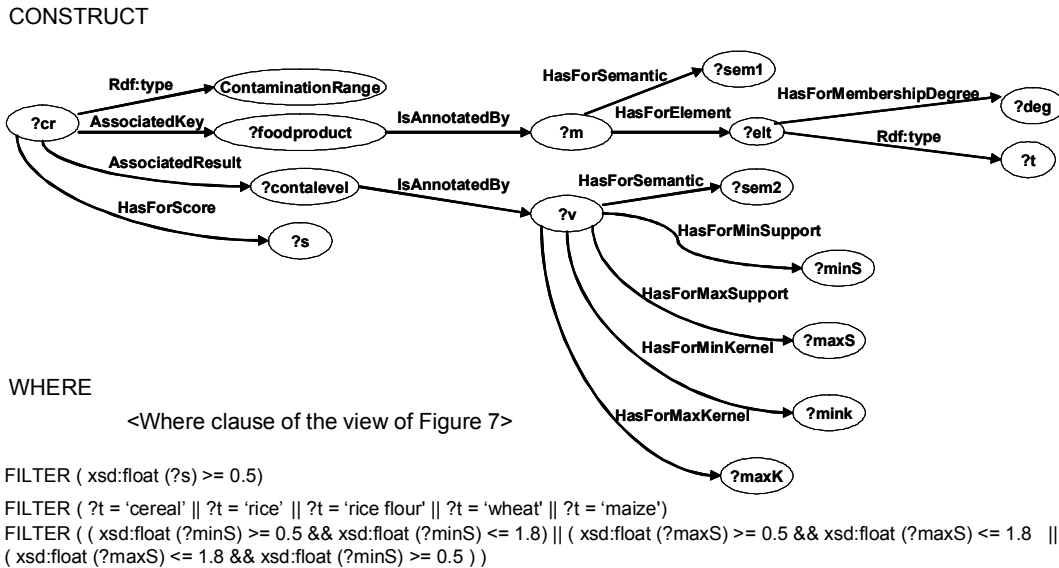 CONSTRUCT
HasForSemantic
?sem1
Rdf:type
ContaminationRange
HasForMembershipDegree
?deg
?cr
AssociatedKey
?foodproduct
IsAnnotatedBy
?m
HasForElement
?elt
Rdf:type
?t
AssociatedResult
?contalevel
IsAnnotatedBy
HasForSemantic
?sem2
HasForScore
?v
?s
HasForMinSupport
?minS
HasForMaxSupport
?maxS
HasForMinKernel
WHERE
HasForMaxKernel
?mink
<Where clause of the view of Figure 7>
?maxK
FILTER ( xsd:float (?s) >= 0.5)
FILTER ( ?t = ‘cereal’ || ?t = ‘rice’ || ?t = ‘rice flour' || ?t = ‘wheat' || ?t = ‘maize')
FILTER ( ( xsd:float (?minS) >= 0.5 && xsd:float (?minS) <= 1.8) || ( xsd:float (?maxS) >= 0.5 && xsd:float (?maxS) <= 1.8 ||
( xsd:float (?maxS) <= 1.8 && xsd:float (?minS) >= 0.5 ) )